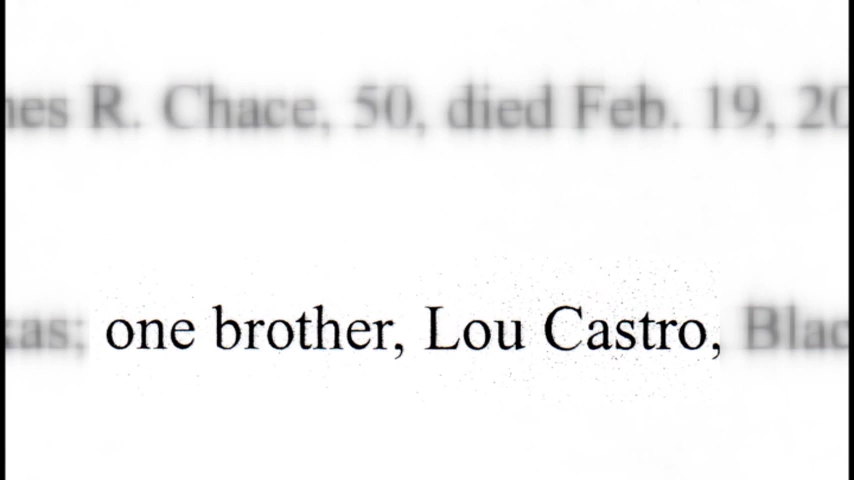 R. Chace, 50, died Feb. 19,
one brother, Lou Castro,